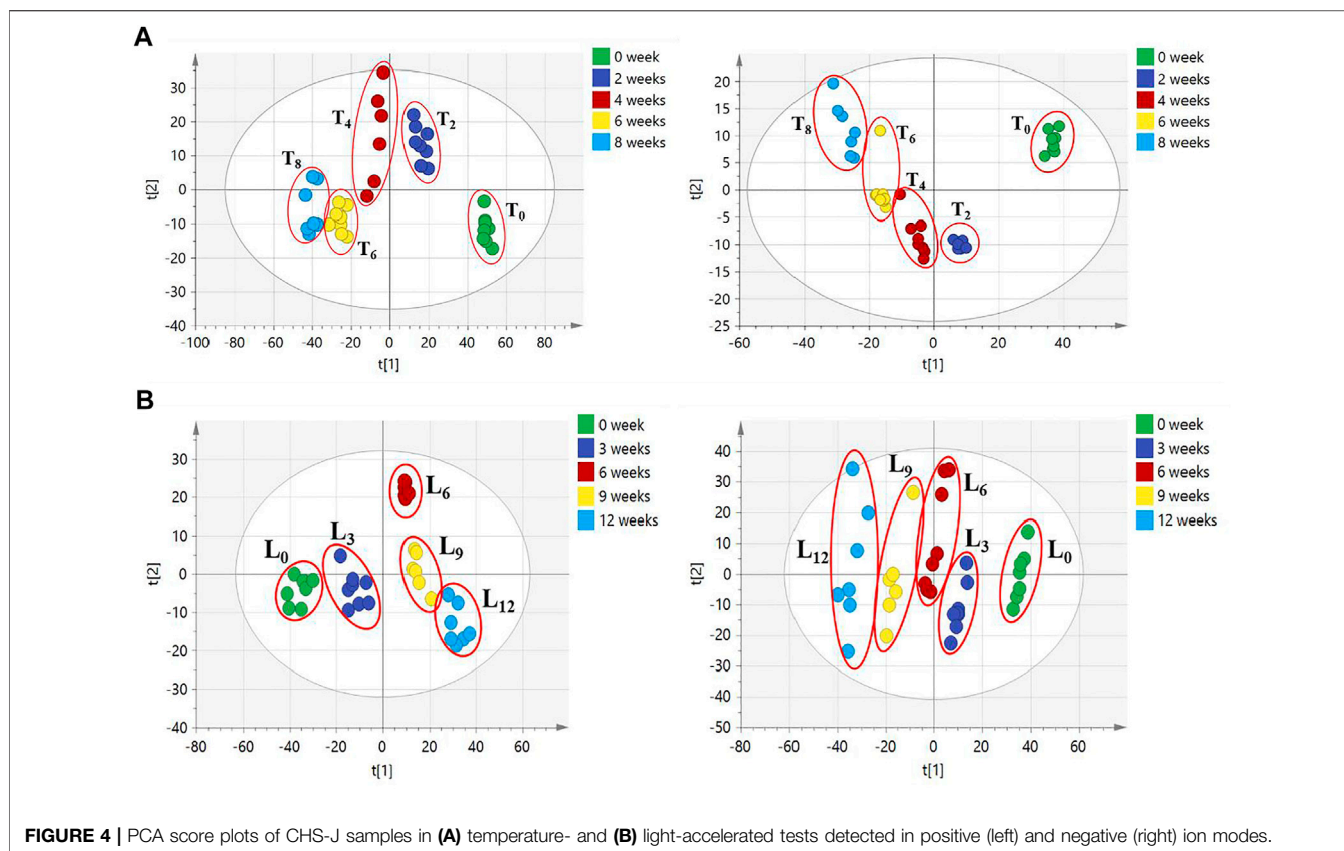 A
0 week
2 weeks
4 weeks
6 weeks
8 weeks
T4
T2
T8
T0
T6
t[2]
30
20
10
0
-10
-20
-30
-40
-100 -80 -60 -40 -20 0 20 40 60 80
t[1]
0 week
2 weeks
4 weeks
6 weeks
8 weeks
T8
T6
T0
T4
T2
t[2]
20
15
10
5
0
-5
-10
-15
-20
-25
-60 -40 -20 0 20 40
t[1]
B
0 week
3 weeks
6 weeks
9 weeks
12 weeks
L6
L3
L0
L9
L12
t[2]
30
20
10
0
-10
-20
-30
-40
-80 -60 -40 -20 0 20 40 60
t[1]
0 week
3 weeks
6 weeks
9 weeks
12 weeks
L9
L6
L12
L3
L0
t[2]
40
30
20
10
0
-10
-20
-30
-40
-50
-80 -60 -40 -20 0 20 40 60
t[1]
FIGURE 4 | PCA score plots of CHS-J samples in (A) temperature- and (B) light-accelerated tests detected in positive (left) and negative (right) ion modes.